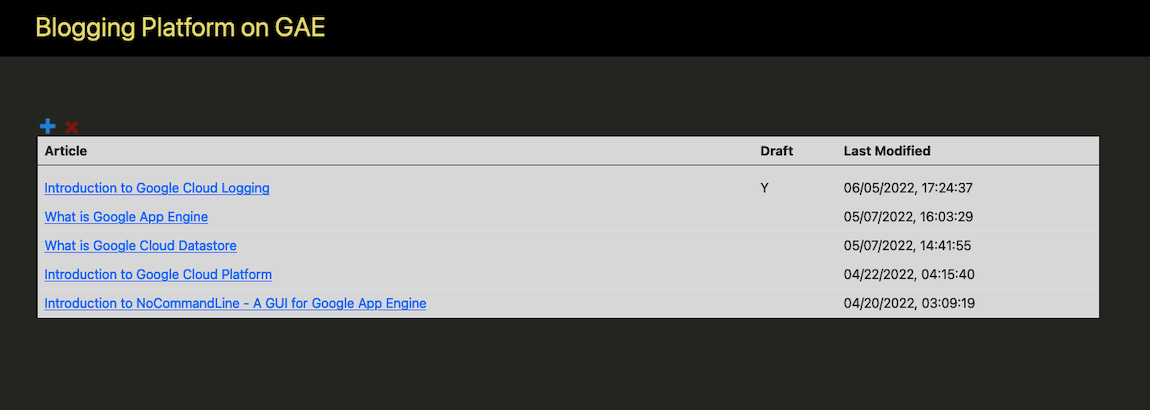 Blogging Platform on GAE
Article Draft Last Modified
Introduction to Google Cloud Logging Y 06/05/2022, 17:24:37
What is Google App Engine 05/07/2022, 16:03:29
What is Google Cloud Datastore 05/07/2022, 14:41:55
Introduction to Google Cloud Platform 04/22/2022, 04:15:40
Introduction to NoCommandLine - A GUI for Google App Engine 04/20/2022, 03:09:19